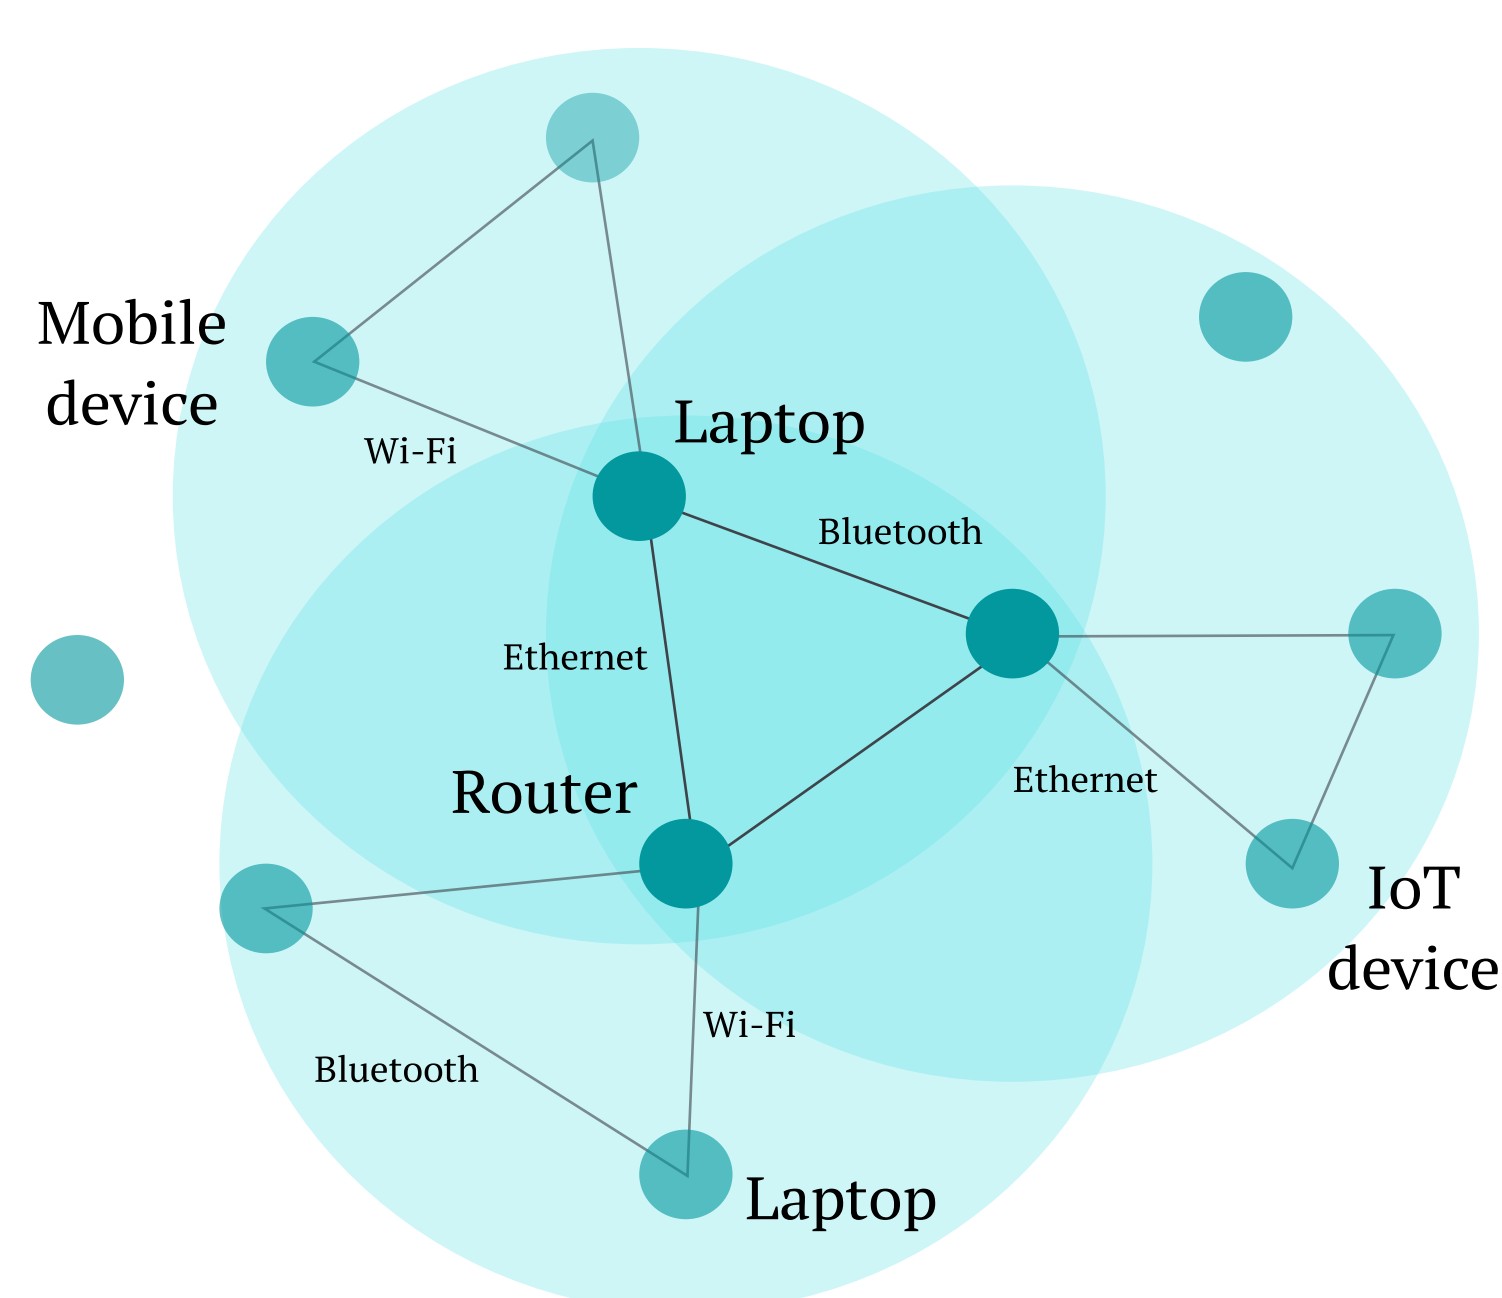 Mobile
device
Wi-Fi
Laptop
Bluetooth
Ethernet
Router
Ethernet
IoT
device
Wi-Fi
Bluetooth
Laptop